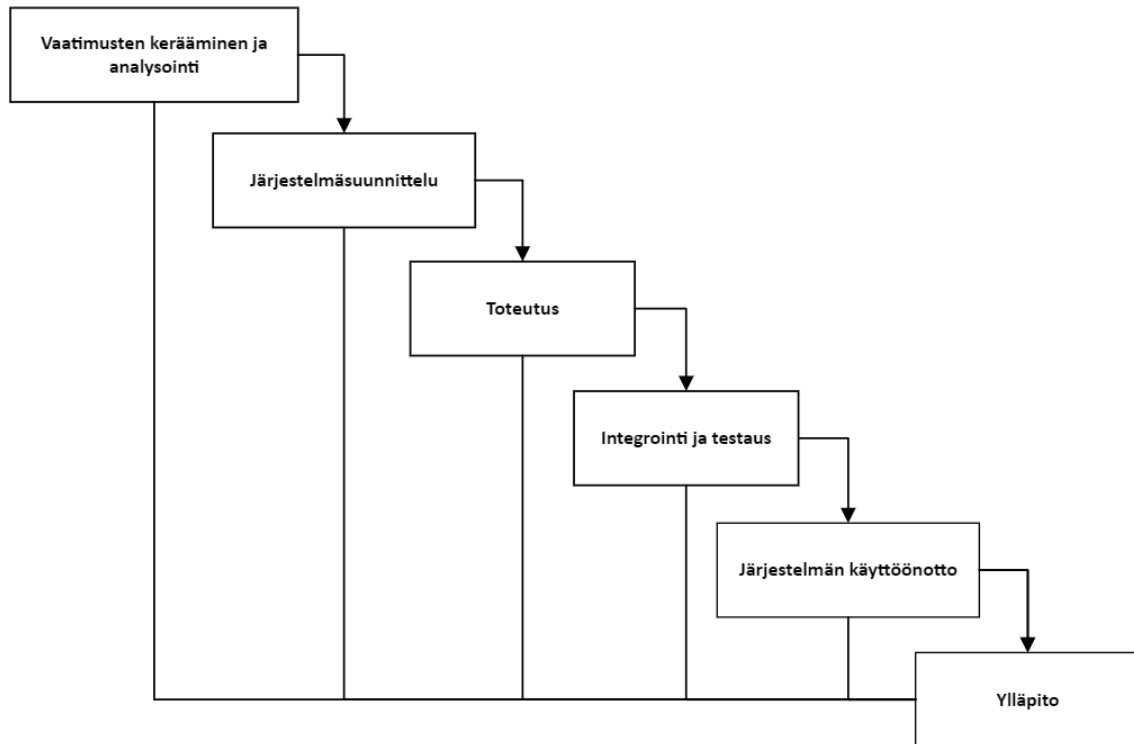 Vaatimusten kerääminen ja
analysointi
Järjestelmäsuunnittelu
Toteutus
Integrointi ja testaus
Järjestelmän käyttöönotto
Ylläpito